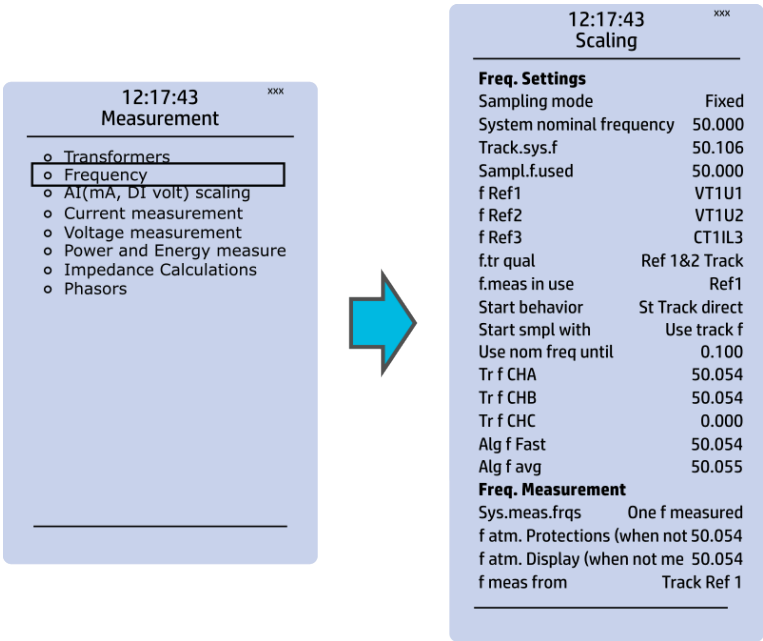 12:17:43 xxx
Measurement
Transformers
Frequency
AI(mA, DI volt) scaling
Current measurement
Voltage measurement
Power and Energy measure
Impedance Calculations
Phasors
12:17:43 xxx
Scaling
Freq. Settings
Sampling mode Fixed
System nominal frequency 50.000
Track.sys.f 50.106
Sampl.f.used 50.000
f Ref1 VT1U1
f Ref2 VT1U2
f Ref3 CT1IL3
f.tr qual Ref 1&2 Track
f.meas in use Ref1
Start behavior St Track direct
Start smpl with Use track f
Use nom freq until 0.100
Tr f CHA 50.054
Tr f CHB 50.054
Tr f CHC 0.000
Alg f Fast 50.054
Alg f avg 50.055
Freq. Measurement
Sys.meas.frqs One f measured
f atm. Protections (when not 50.054
f atm. Display (when not me 50.054
f meas from Track Ref 1